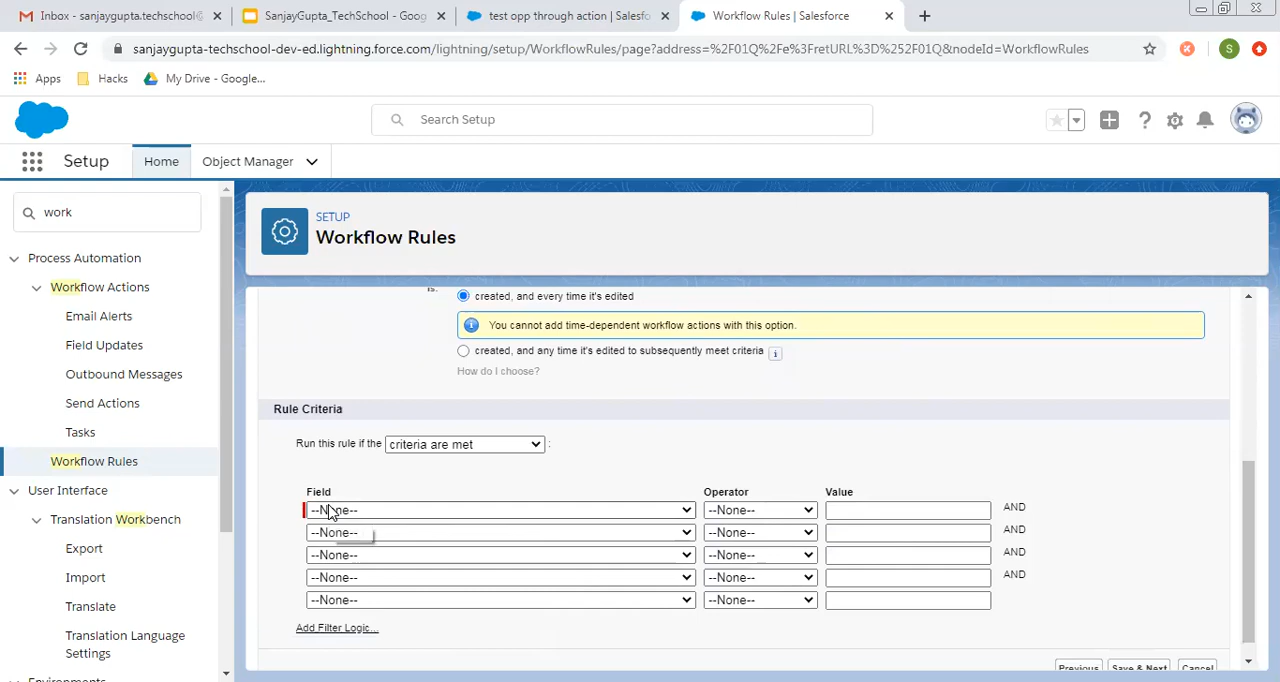 Inbox - sanjaygupta.techschool@
SanjayGupta_TechSchool - Goog
test opp through action | Salesfo
Workflow Rules | Salesforce
sanjaygupta-techschool-dev-ed.lightning.force.com/lightning/setup/WorkflowRules/page?address=%2F01Q%2Fe%3FretURL%3D%252F01Q&nodeId=WorkflowRules
S
Apps
Hacks
My Drive - Google...
Search Setup
Setup
Home
Object Manager
work
Process Automation
Workflow Actions
Email Alerts
Field Updates
Outbound Messages
Send Actions
Tasks
Workflow Rules
User Interface
Translation Workbench
Export
Import
Translate
Translation Language
Settings
SETUP
Workflow Rules
is:
created, and every time it's edited
You cannot add time-dependent workflow actions with this option.
created, and any time it's edited to subsequently meet criteria
How do I choose?
Rule Criteria
Run this rule if the criteria are met :
Field Operator Value
--None-- --None-- AND
--None-- --None-- AND
--None-- --None-- AND
--None-- --None-- AND
--None-- --None--
Add Filter Logic...
Previous Save & Next Cancel